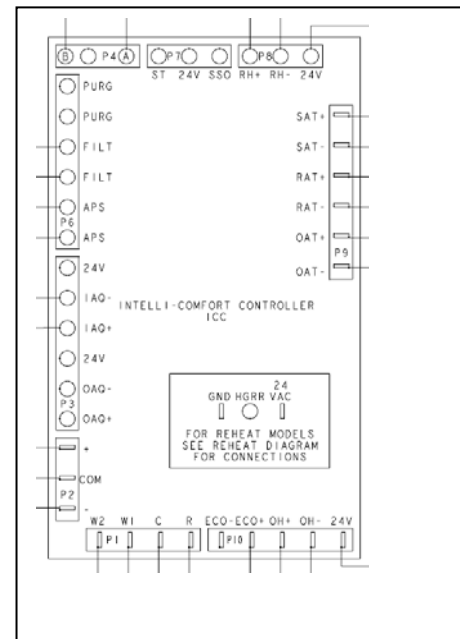 B P4 A P7 P8
ST 24V SSO RH+ RH- 24V
PURG
PURG
FILT
FILT
APS
P6
APS
SAT+
SAT-
RAT+
RAT-
OAT+
P9
OAT-
24V
IAQ-
IAQ+
24V
OAQ-
P3
OAQ+
INTELLI-COMFORT CONTROLLER
ICC
24
GND HGRR VAC
FOR REHEAT MODELS
SEE REHEAT DIAGRAM
FOR CONNECTIONS
+
COM
P2
-
W2 W1 C R ECO- ECO+ OH+ OH- 24V
P1 P10